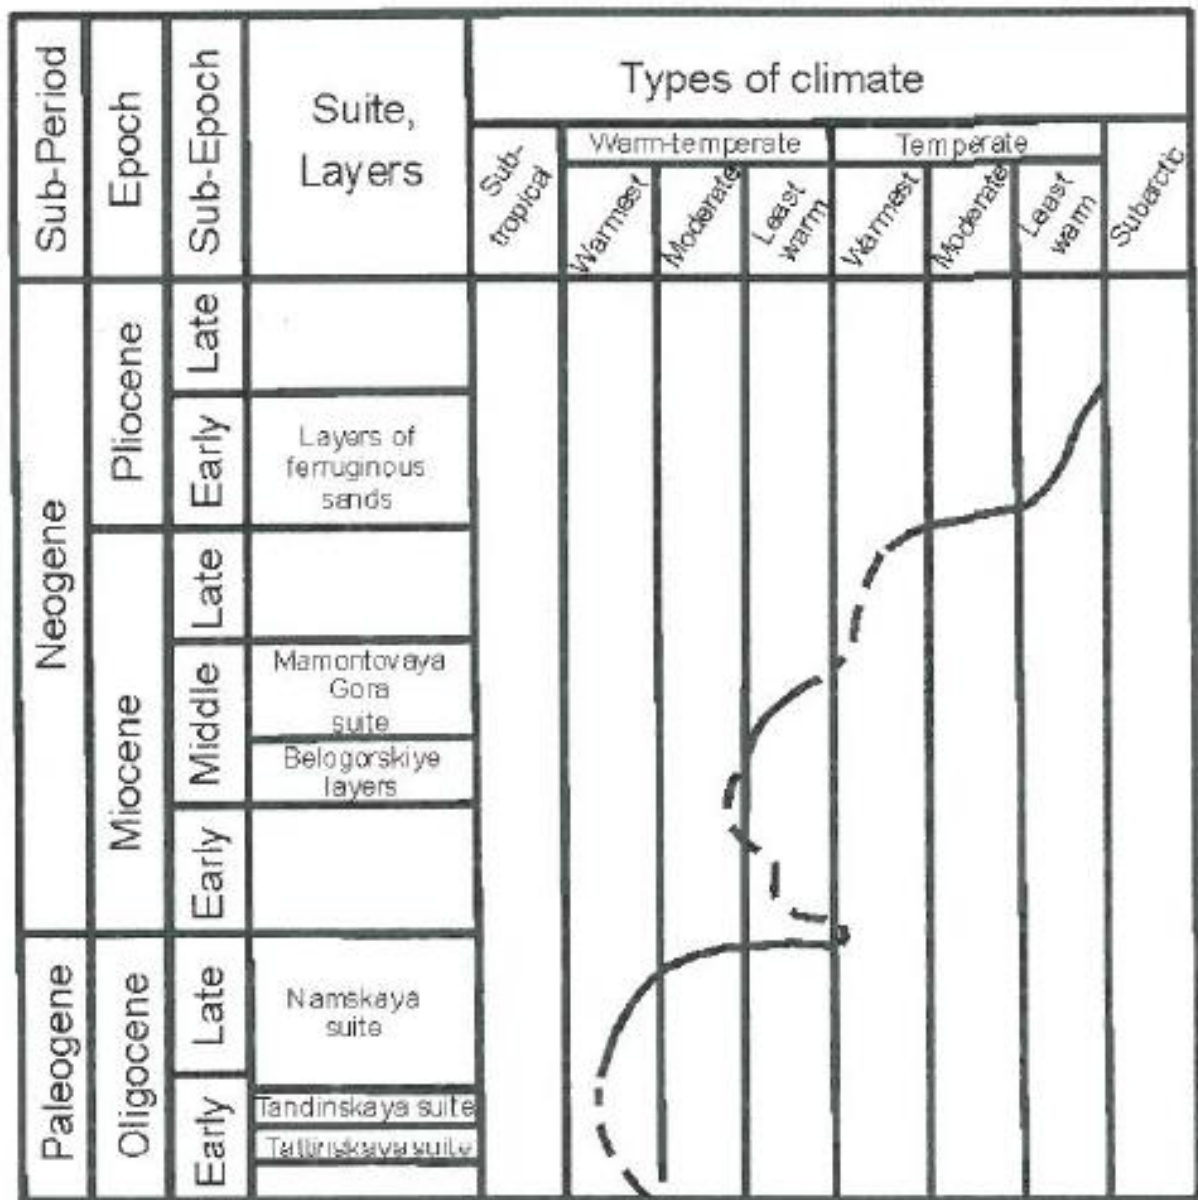 Sub-Period
Epoch
Sub-Epoch
Suite,
Layers
Types of climate
Sub-
tropical
Warm-temperate
Temperate
Subarctic
Warmest
Moderate
Least
warm
Warmest
Moderate
Least
warm
Neogene
Pliocene
Late
Early
Layers of
ferruginous
sands
Miocene
Late
Middle
Mamontovaya
Gora
suite
Belogorskiye
layers
Early
Paleogene
Oligocene
Late
Namskaya
suite
Early
Tandinskaya suite
Tattinskaya suite